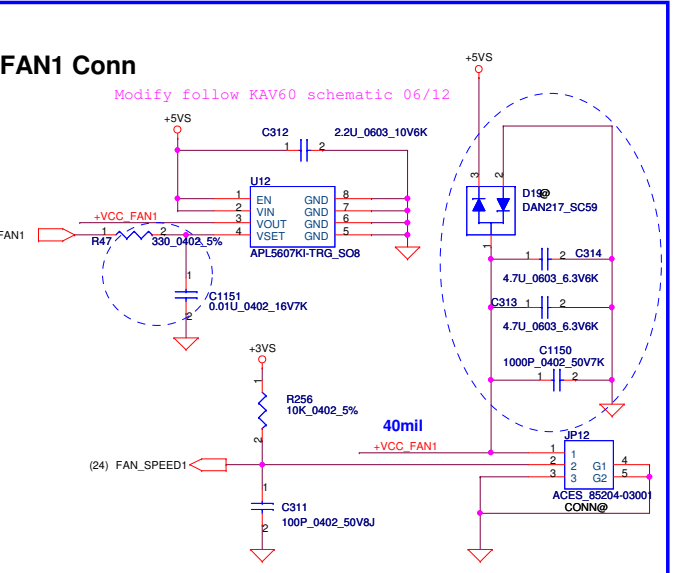 FAN1 Conn
Modify follow KAV60 schematic 06/12
+5VS
+5VS
C312
2.2U_0603_10V6K
1 2
U12
1 EN GND 8
2 VIN GND 7
3 VOUT GND 6
4 VSET GND 5
APL5607KI-TRG_SO8
+VCC_FAN1
FAN1
1 2
R47 330_0402_5%
1
C1151
0.01U_0402_16V7K
2
3 2
D19@
DAN217_SC59
1
1 2 C314
4.7U_0603_6.3V6K
C313 1 2
4.7U_0603_6.3V6K
C1150
1000P_0402_50V7K
1 2
+3VS
1
R256
10K_0402_5%
2
40mil
+VCC_FAN1
(24) FAN_SPEED1
1
C311
100P_0402_50V8J
2
JP12
1 1
2 2 G1 4
3 3 G2 5
ACES_85204-03001
CONN@